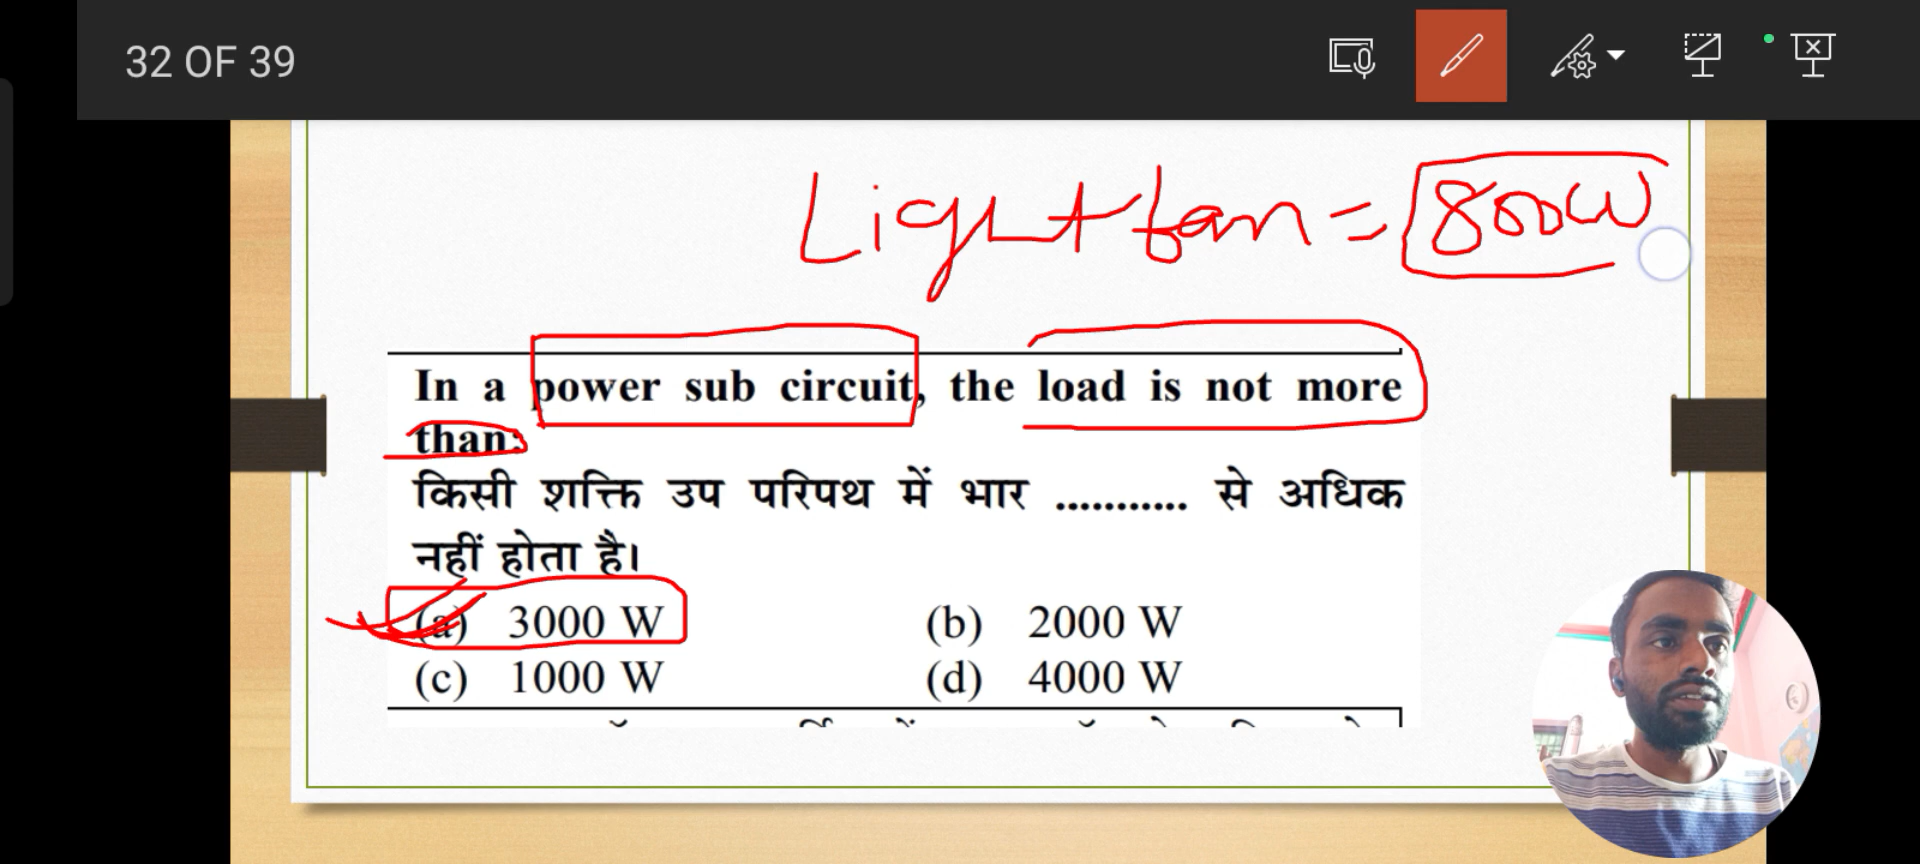 32 OF 39
Light fan = 800W
In a power sub circuit, the load is not more
than:
किसी शक्ति उप परिपथ में भार ........... से अधिक
नहीं होता है।
(a) 3000 W (b) 2000 W
(c) 1000 W (d) 4000 W